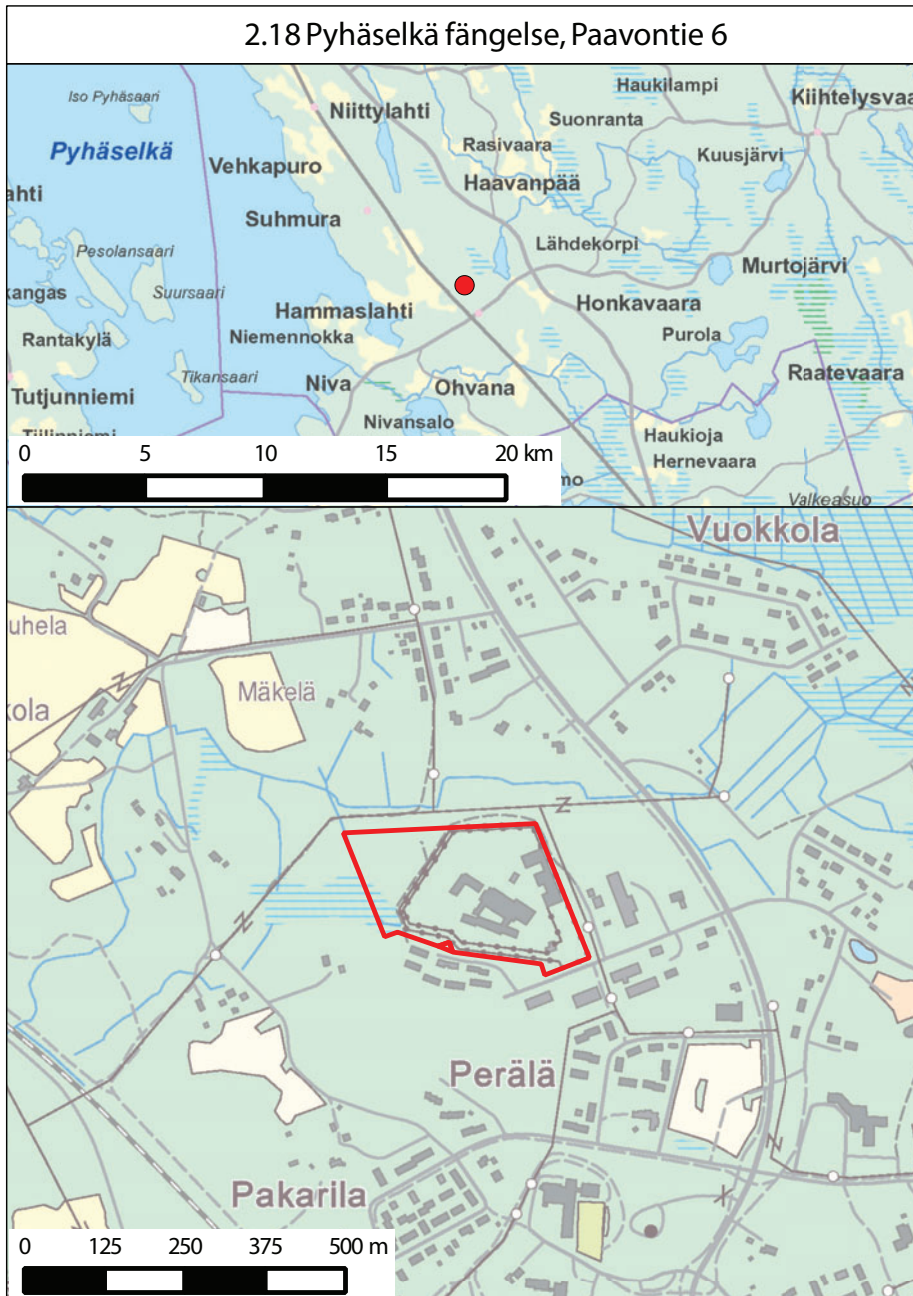 2.18 Pyhäselkä fängelse, Paavontie 6
Iso Pyhäsaari
Niittylahti
Haukilampi
Kiihtelysvaa
Suonranta
Pyhäselkä
Rasivaara
Kuusjärvi
Vehkapuro
Haavanpää
ahti
Suhmura
Lähdekorpi
Pesolansaari
Murtojärvi
kangas
Suursaari
Hammaslahti
Honkavaara
Rantakylä
Niemennokka
Purola
Tikansaari
Niva
Ohvana
Raatevaara
Tutjunniemi
Nivansalo
Haukioja
Hernevaara
0 5 10 15 20 km
mo
Valkeasuo
Vuokkola
uhela
Mäkelä
kola
Perälä
Pakarila
0 125 250 375 500 m